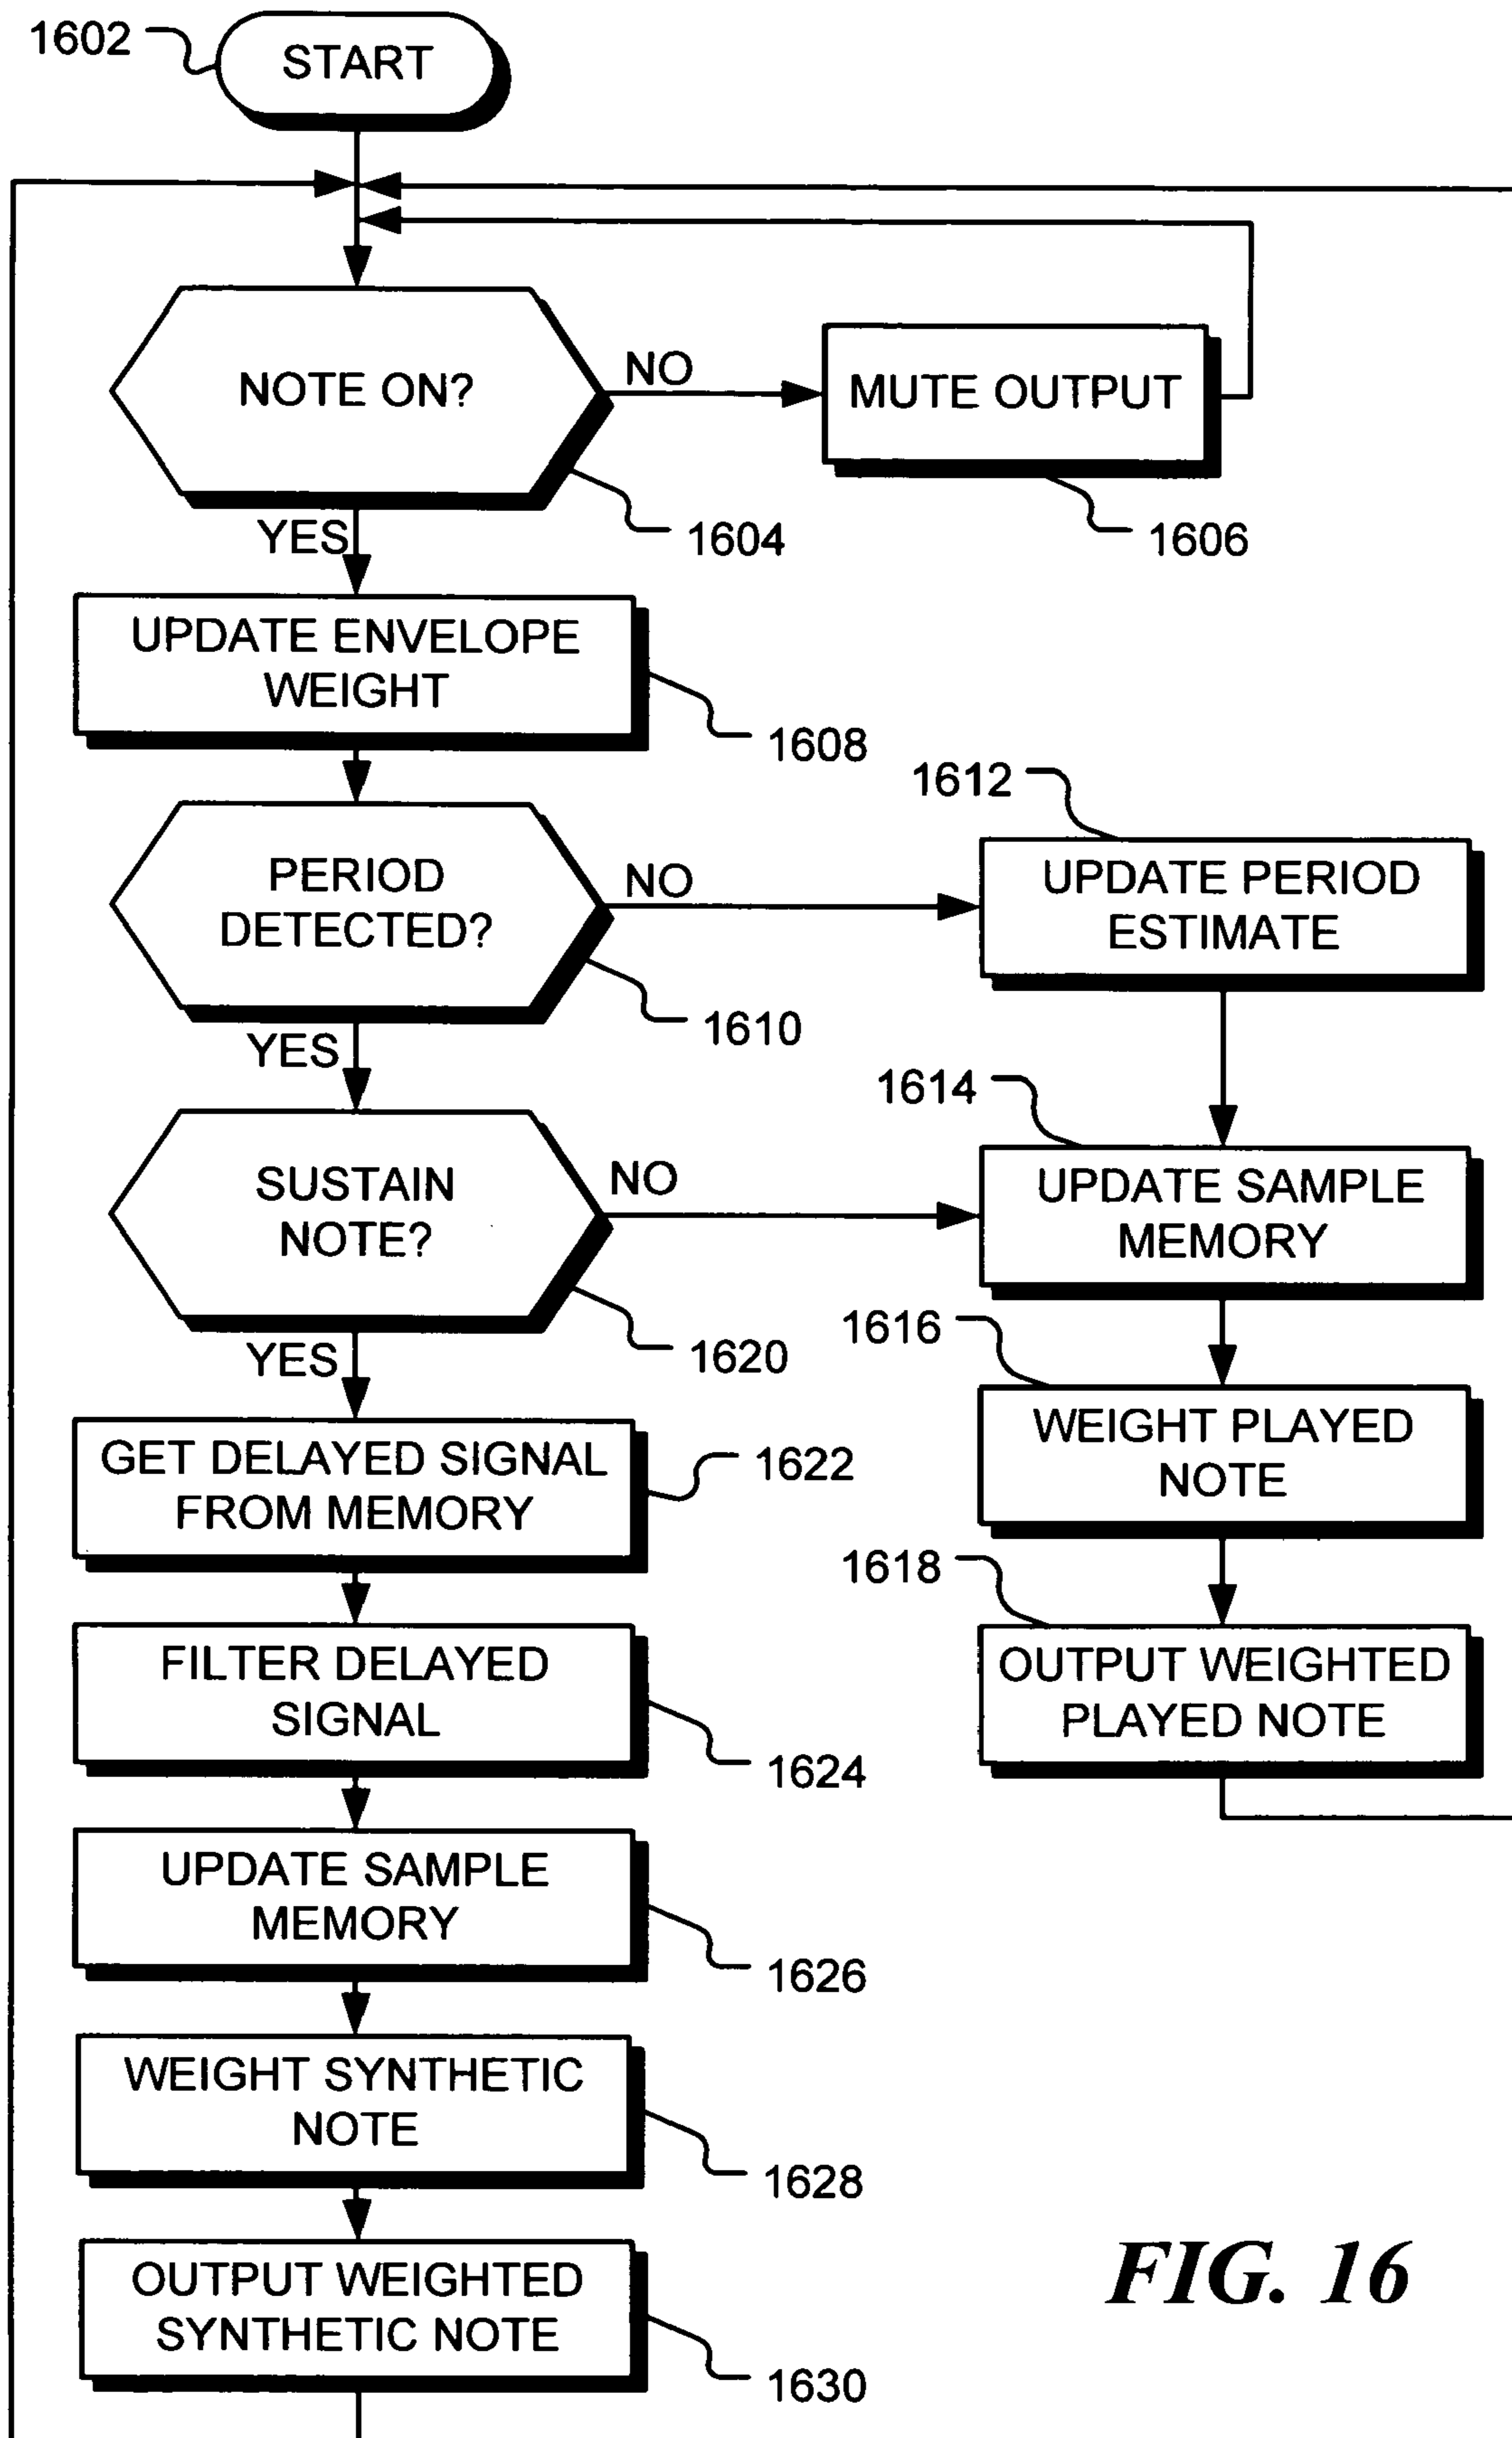 1602
START
NOTE ON?
NO
MUTE OUTPUT
YES
1604
1606
UPDATE ENVELOPE
WEIGHT
1608
PERIOD
DETECTED?
NO
1612
UPDATE PERIOD
ESTIMATE
YES
1610
SUSTAIN
NOTE?
NO
1614
UPDATE SAMPLE
MEMORY
YES
1620
1616
WEIGHT PLAYED
NOTE
GET DELAYED SIGNAL
FROM MEMORY
1622
1618
OUTPUT WEIGHTED
PLAYED NOTE
FILTER DELAYED
SIGNAL
1624
UPDATE SAMPLE
MEMORY
1626
WEIGHT SYNTHETIC
NOTE
1628
OUTPUT WEIGHTED
SYNTHETIC NOTE
1630
FIG. 16